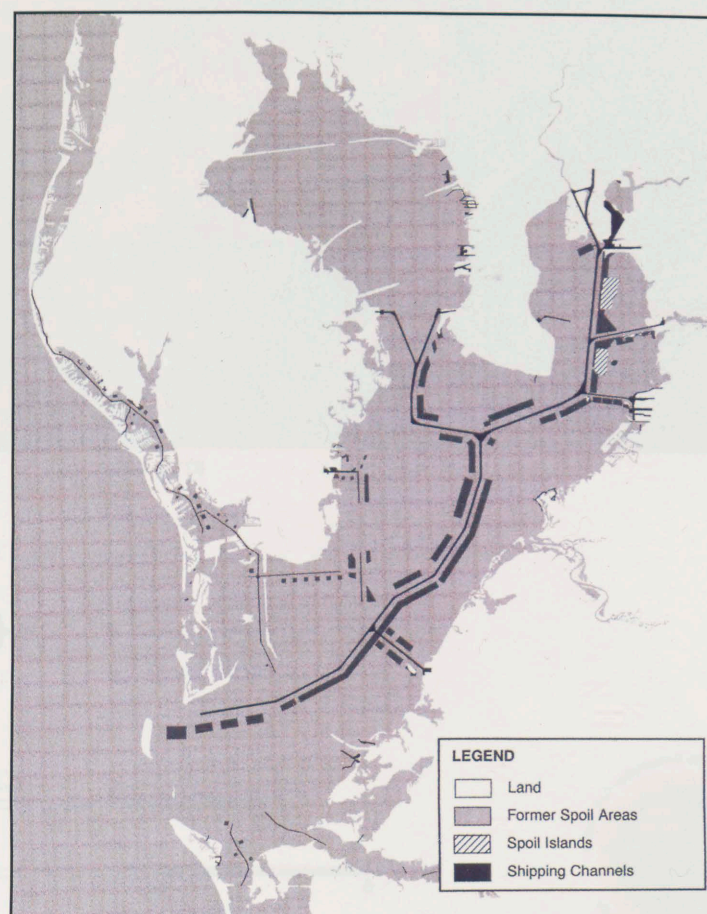 LEGEND
Land
Former Spoil Areas
Spoil Islands
Shipping Channels